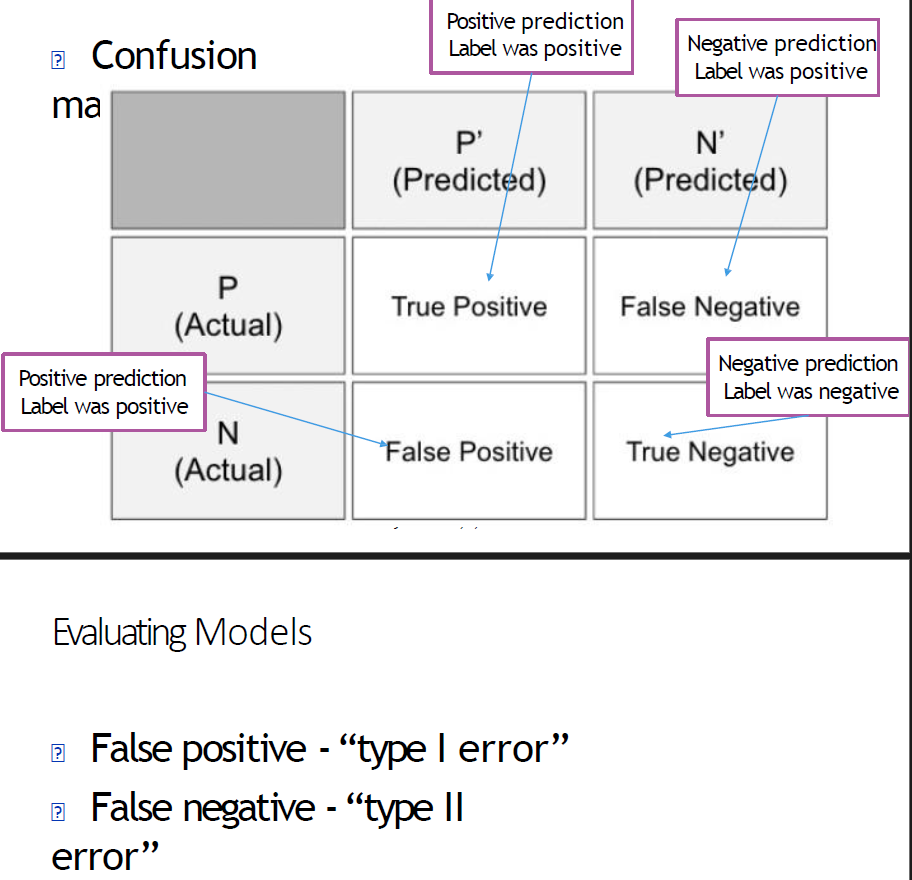 Positive prediction
Label was positive
Negative prediction
Label was positive
Confusion
ma
P’
(Predicted)
N’
(Predicted)
P
(Actual)
True Positive
False Negative
Positive prediction
Label was positive
Negative prediction
Label was negative
N
(Actual)
False Positive
True Negative
Evaluating Models
False positive - “type I error”
False negative - “type II
error”